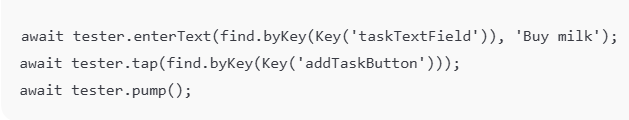 await tester.enterText(find.byKey(Key('taskTextField')), 'Buy milk');
await tester.tap(find.byKey(Key('addTaskButton')));
await tester.pump();